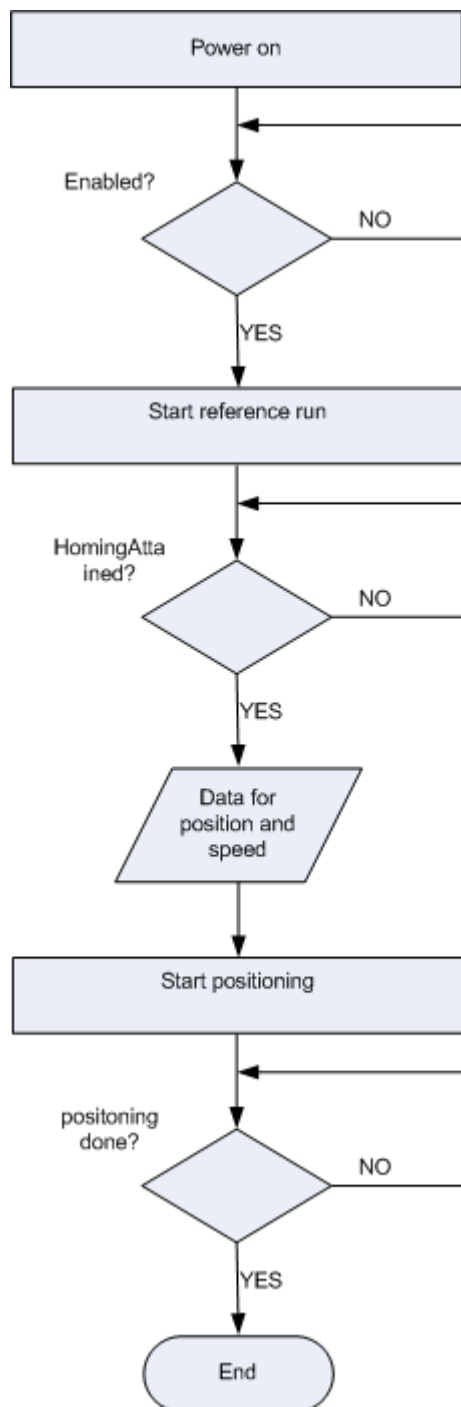 Power on
Enabled?
NO
YES
Start reference run
HomingAtta
ined?
NO
YES
Data for
position and
speed
Start positioning
positoning
done?
NO
YES
End